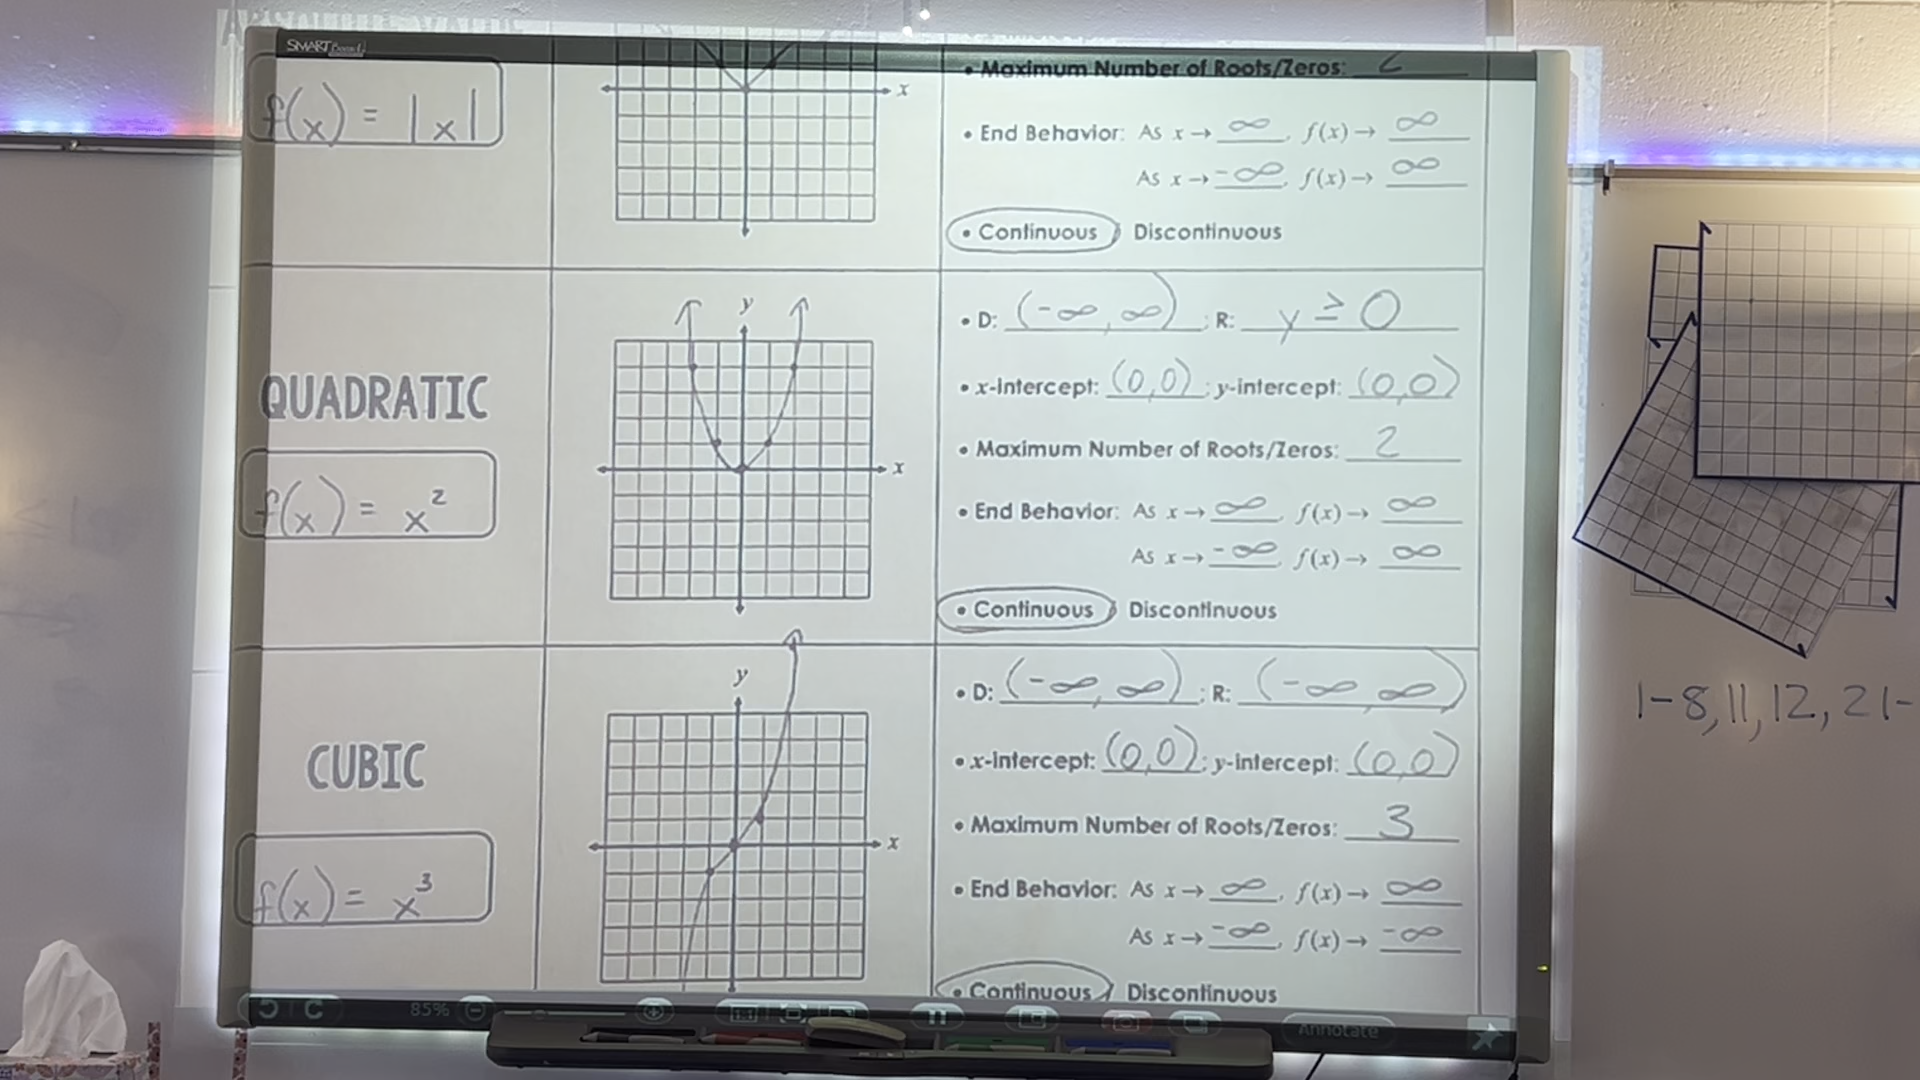 SMART
• Maximum Number of Roots/Zeros: 2
f(x) = |x|
x
• End Behavior: As x → ∞, f(x) → ∞
As x → -∞, f(x) → ∞
• Continuous / Discontinuous
QUADRATIC
f(x) = x²
y
x
• D: (-∞, ∞) ; R: y ≥ 0
• x-intercept: (0,0) ; y-intercept: (0,0)
• Maximum Number of Roots/Zeros: 2
• End Behavior: As x → ∞, f(x) → ∞
As x → -∞, f(x) → ∞
• Continuous / Discontinuous
CUBIC
f(x) = x³
y
x
• D: (-∞, ∞) ; R: (-∞, ∞)
• x-intercept: (0,0) ; y-intercept: (0,0)
• Maximum Number of Roots/Zeros: 3
• End Behavior: As x → ∞, f(x) → ∞
As x → -∞, f(x) → -∞
• Continuous / Discontinuous
85%
1:1
Annotate
1-8, 11, 12, 21-